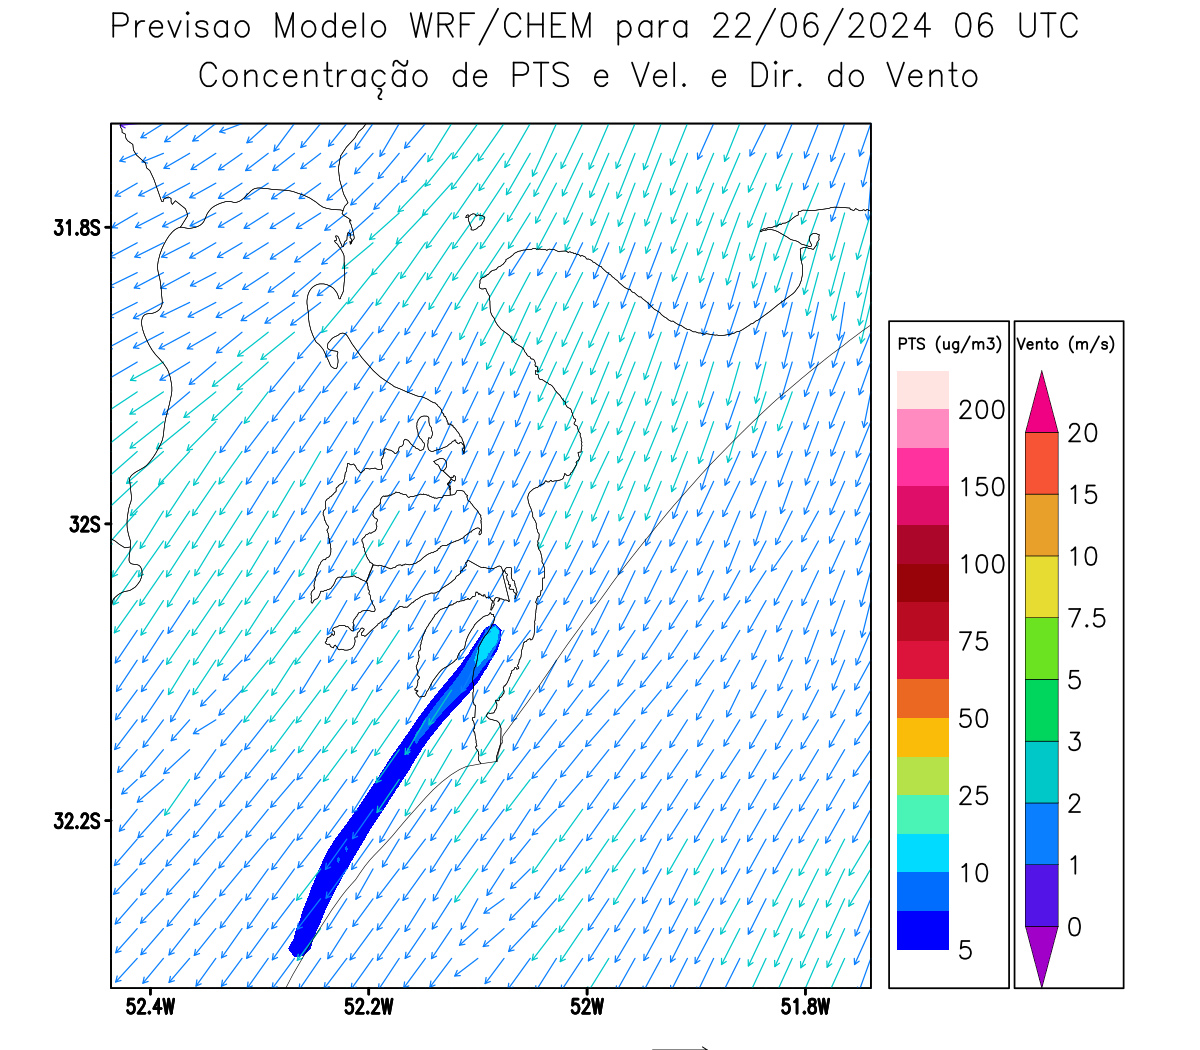 Previsao Modelo WRF/CHEM para 22/06/2024 06 UTC
Concentração de PTS e Vel. e Dir. do Vento
31.8S
32S
32.2S
52.4W
52.2W
52W
51.8W
PTS (ug/m3)
200
150
100
75
50
25
10
5
Vento (m/s)
20
15
10
7.5
5
3
2
1
0